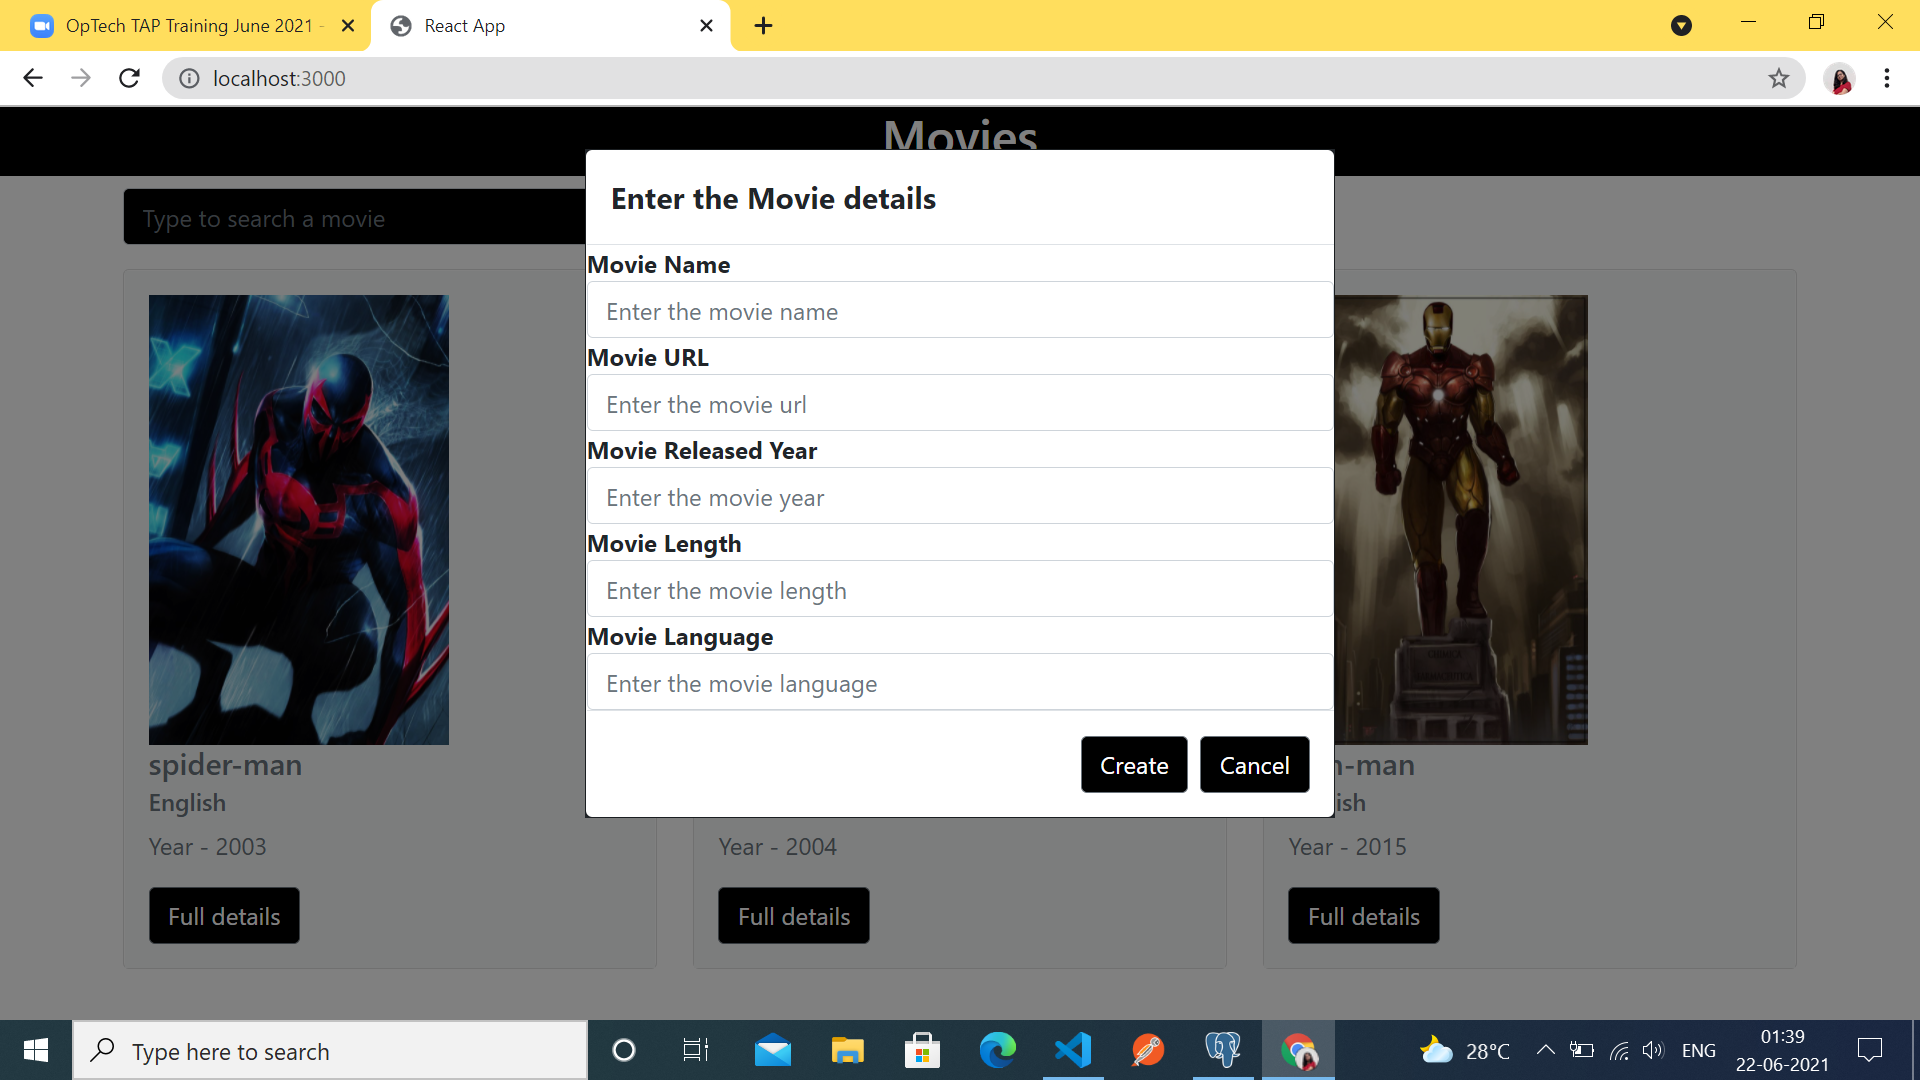 OpTech TAP Training June 2021 -
React App
localhost:3000
Movies
Type to search a movie
Enter the Movie details
Movie Name
Enter the movie name
Movie URL
Enter the movie url
Movie Released Year
Enter the movie year
Movie Length
Enter the movie length
Movie Language
Enter the movie language
Create
Cancel
spider-man
English
Year - 2003
Full details
Year - 2004
Full details
-man
ish
Year - 2015
Full details
Type here to search
28°C
ENG
01:39
22-06-2021